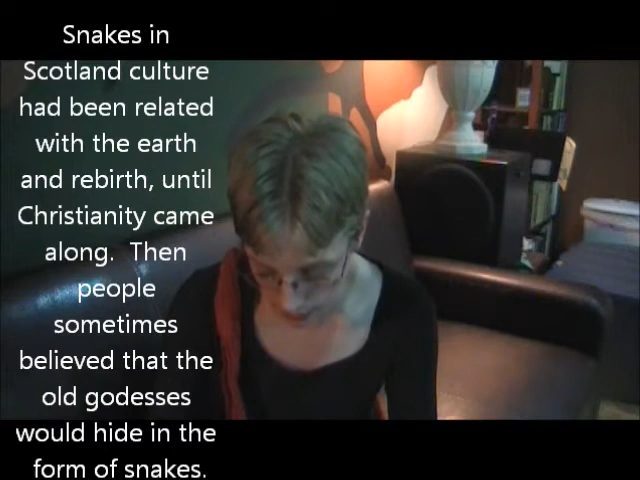 Snakes in
Scotland culture
had been related
with the earth
and rebirth, until
Christianity came
along.  Then
people
sometimes
believed that the
old godesses
would hide in the
form of snakes.